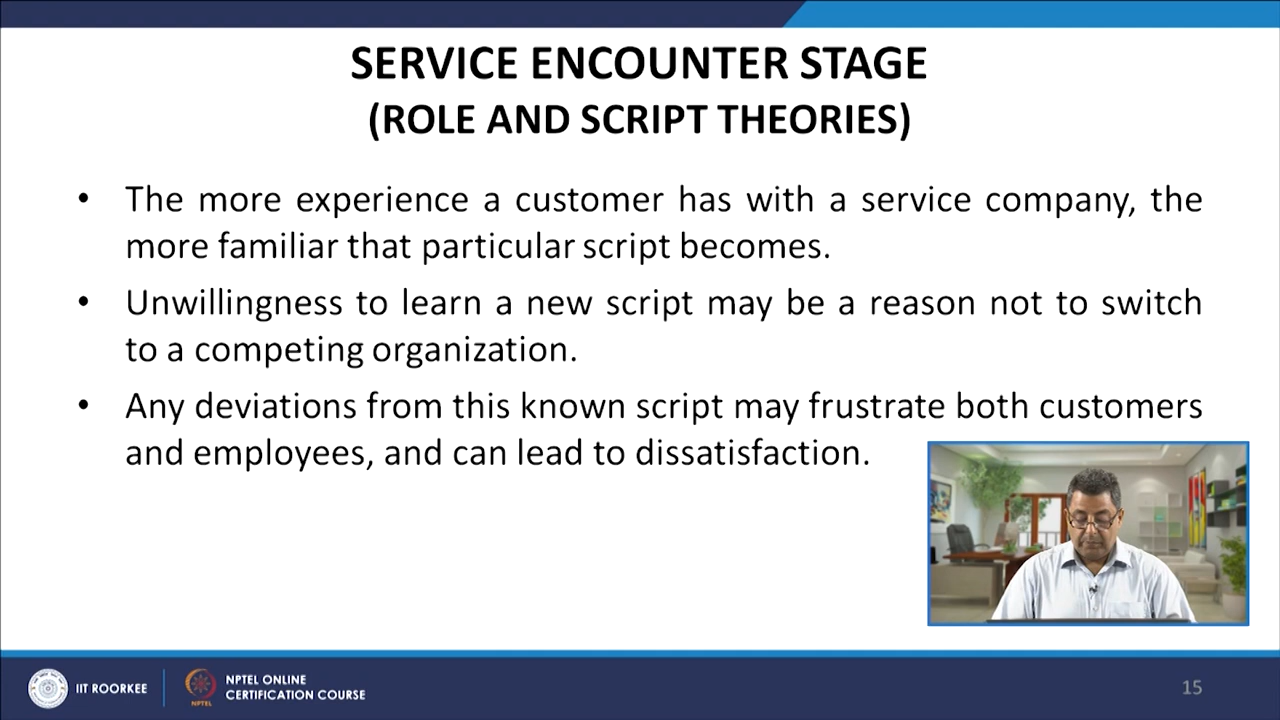 SERVICE ENCOUNTER STAGE
(ROLE AND SCRIPT THEORIES)
• The more experience a customer has with a service company, the
more familiar that particular script becomes.
• Unwillingness to learn a new script may be a reason not to switch
to a competing organization.
• Any deviations from this known script may frustrate both customers
and employees, and can lead to dissatisfaction.
IIT ROORKEE
NPTEL
NPTEL ONLINE
CERTIFICATION COURSE
15